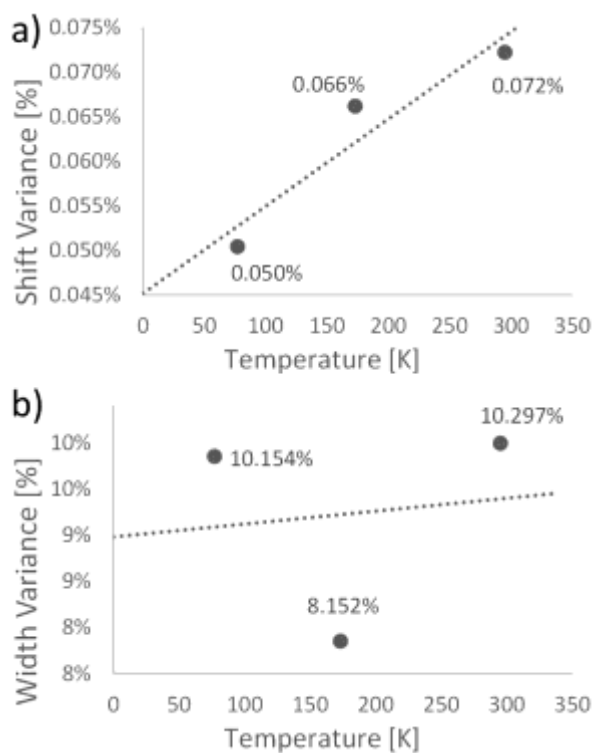 a)
Shift Variance [%]
0.075%
0.070%
0.065%
0.060%
0.055%
0.050%
0.045%
0.066%
0.072%
0.050%
0 50 100 150 200 250 300 350
Temperature [K]
b)
Width Variance [%]
10%
10%
9%
9%
8%
8%
10.297%
10.154%
8.152%
0 50 100 150 200 250 300 350
Temperature [K]